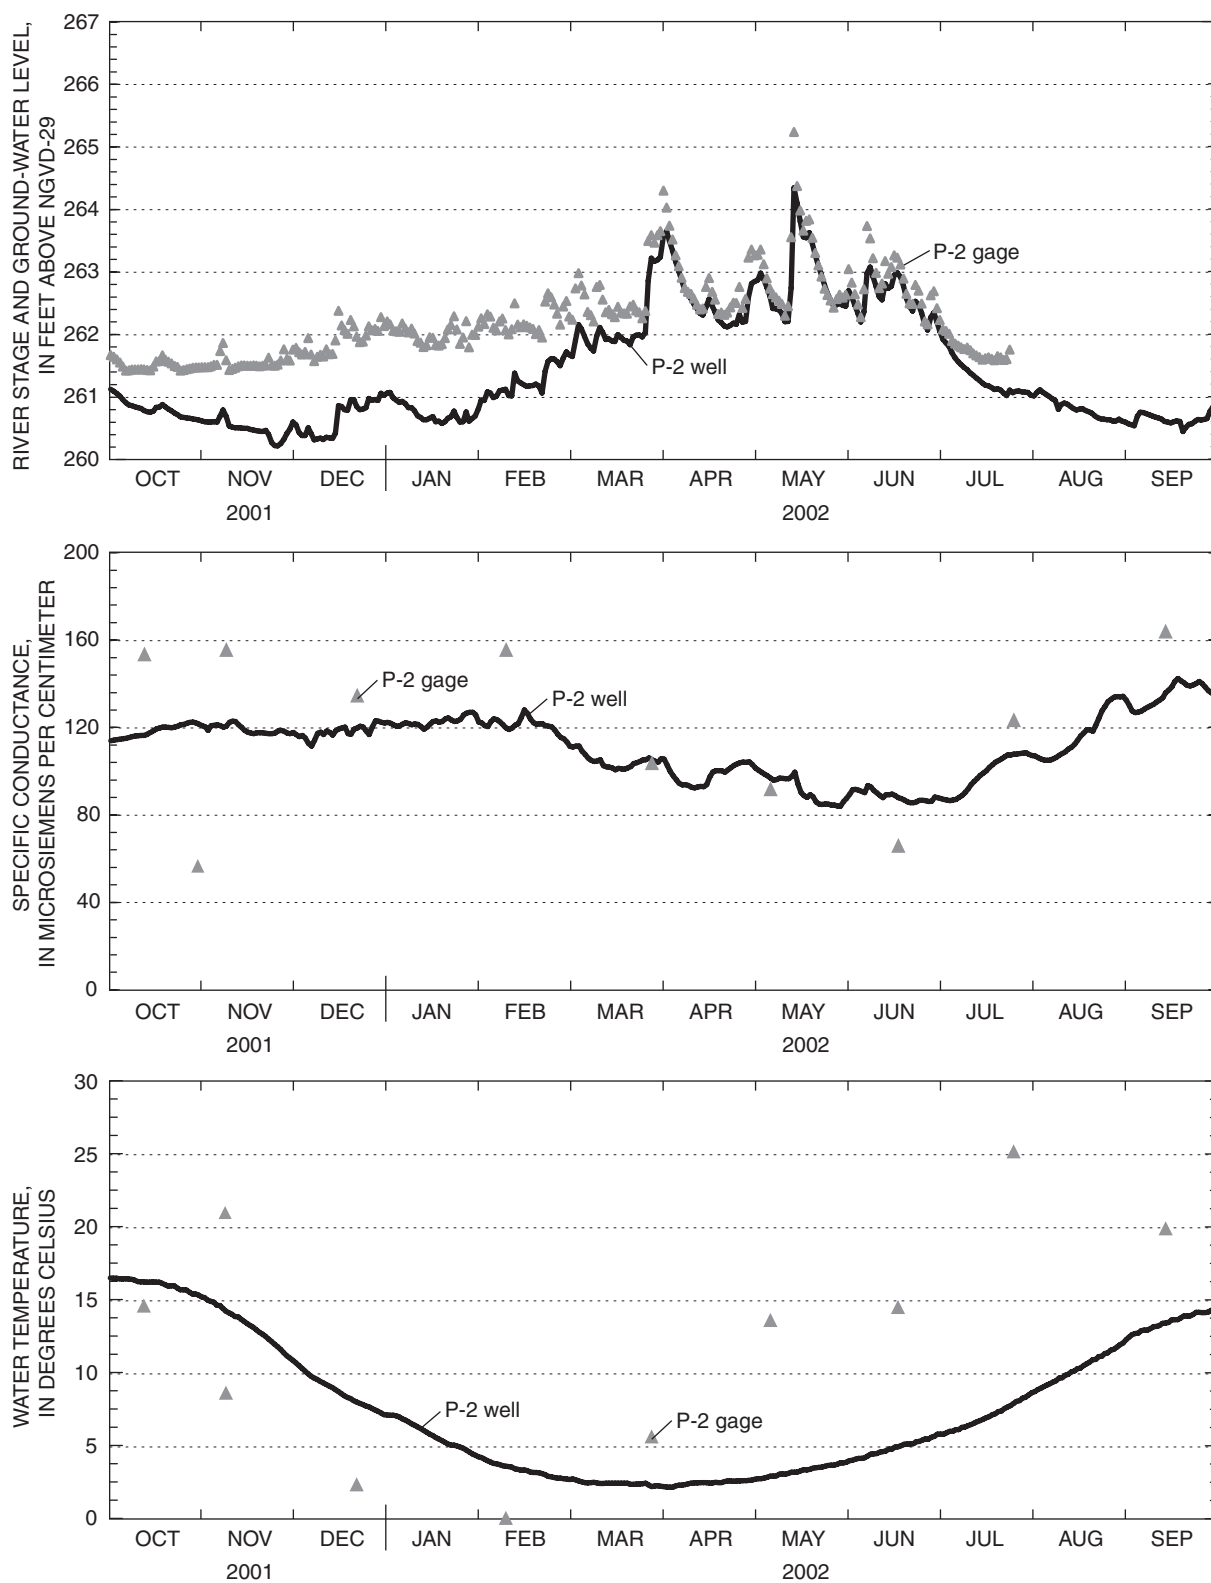 RIVER STAGE AND GROUND-WATER LEVEL,
IN FEET ABOVE NGVD-29
267
266
265
264
263
262
261
260
P-2 gage
P-2 well
OCT NOV DEC JAN FEB MAR APR MAY JUN JUL AUG SEP
2001 2002
SPECIFIC CONDUCTANCE,
IN MICROSIEMENS PER CENTIMETER
200
160
120
80
40
0
P-2 gage
P-2 well
OCT NOV DEC JAN FEB MAR APR MAY JUN JUL AUG SEP
2001 2002
WATER TEMPERATURE,
IN DEGREES CELSIUS
30
25
20
15
10
5
0
P-2 well
P-2 gage
OCT NOV DEC JAN FEB MAR APR MAY JUN JUL AUG SEP
2001 2002